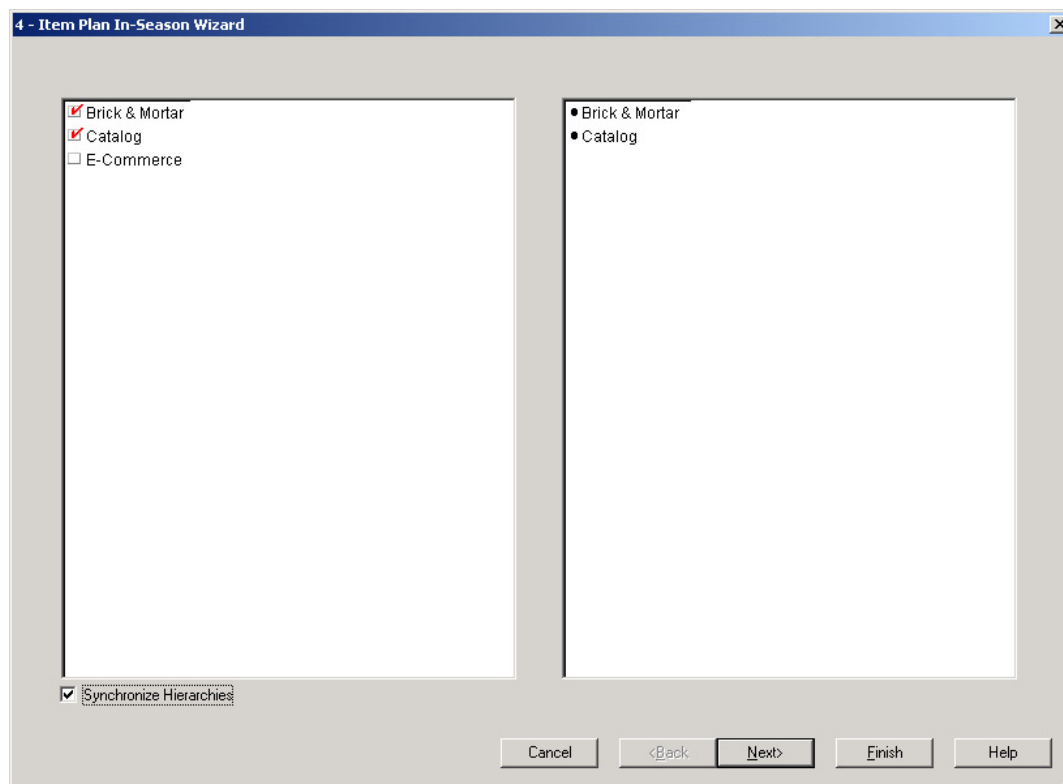 4 - Item Plan In-Season Wizard
Brick & Mortar
Catalog
E-Commerce
Brick & Mortar
Catalog
Synchronize Hierarchies
Cancel
<Back
Next>
Finish
Help